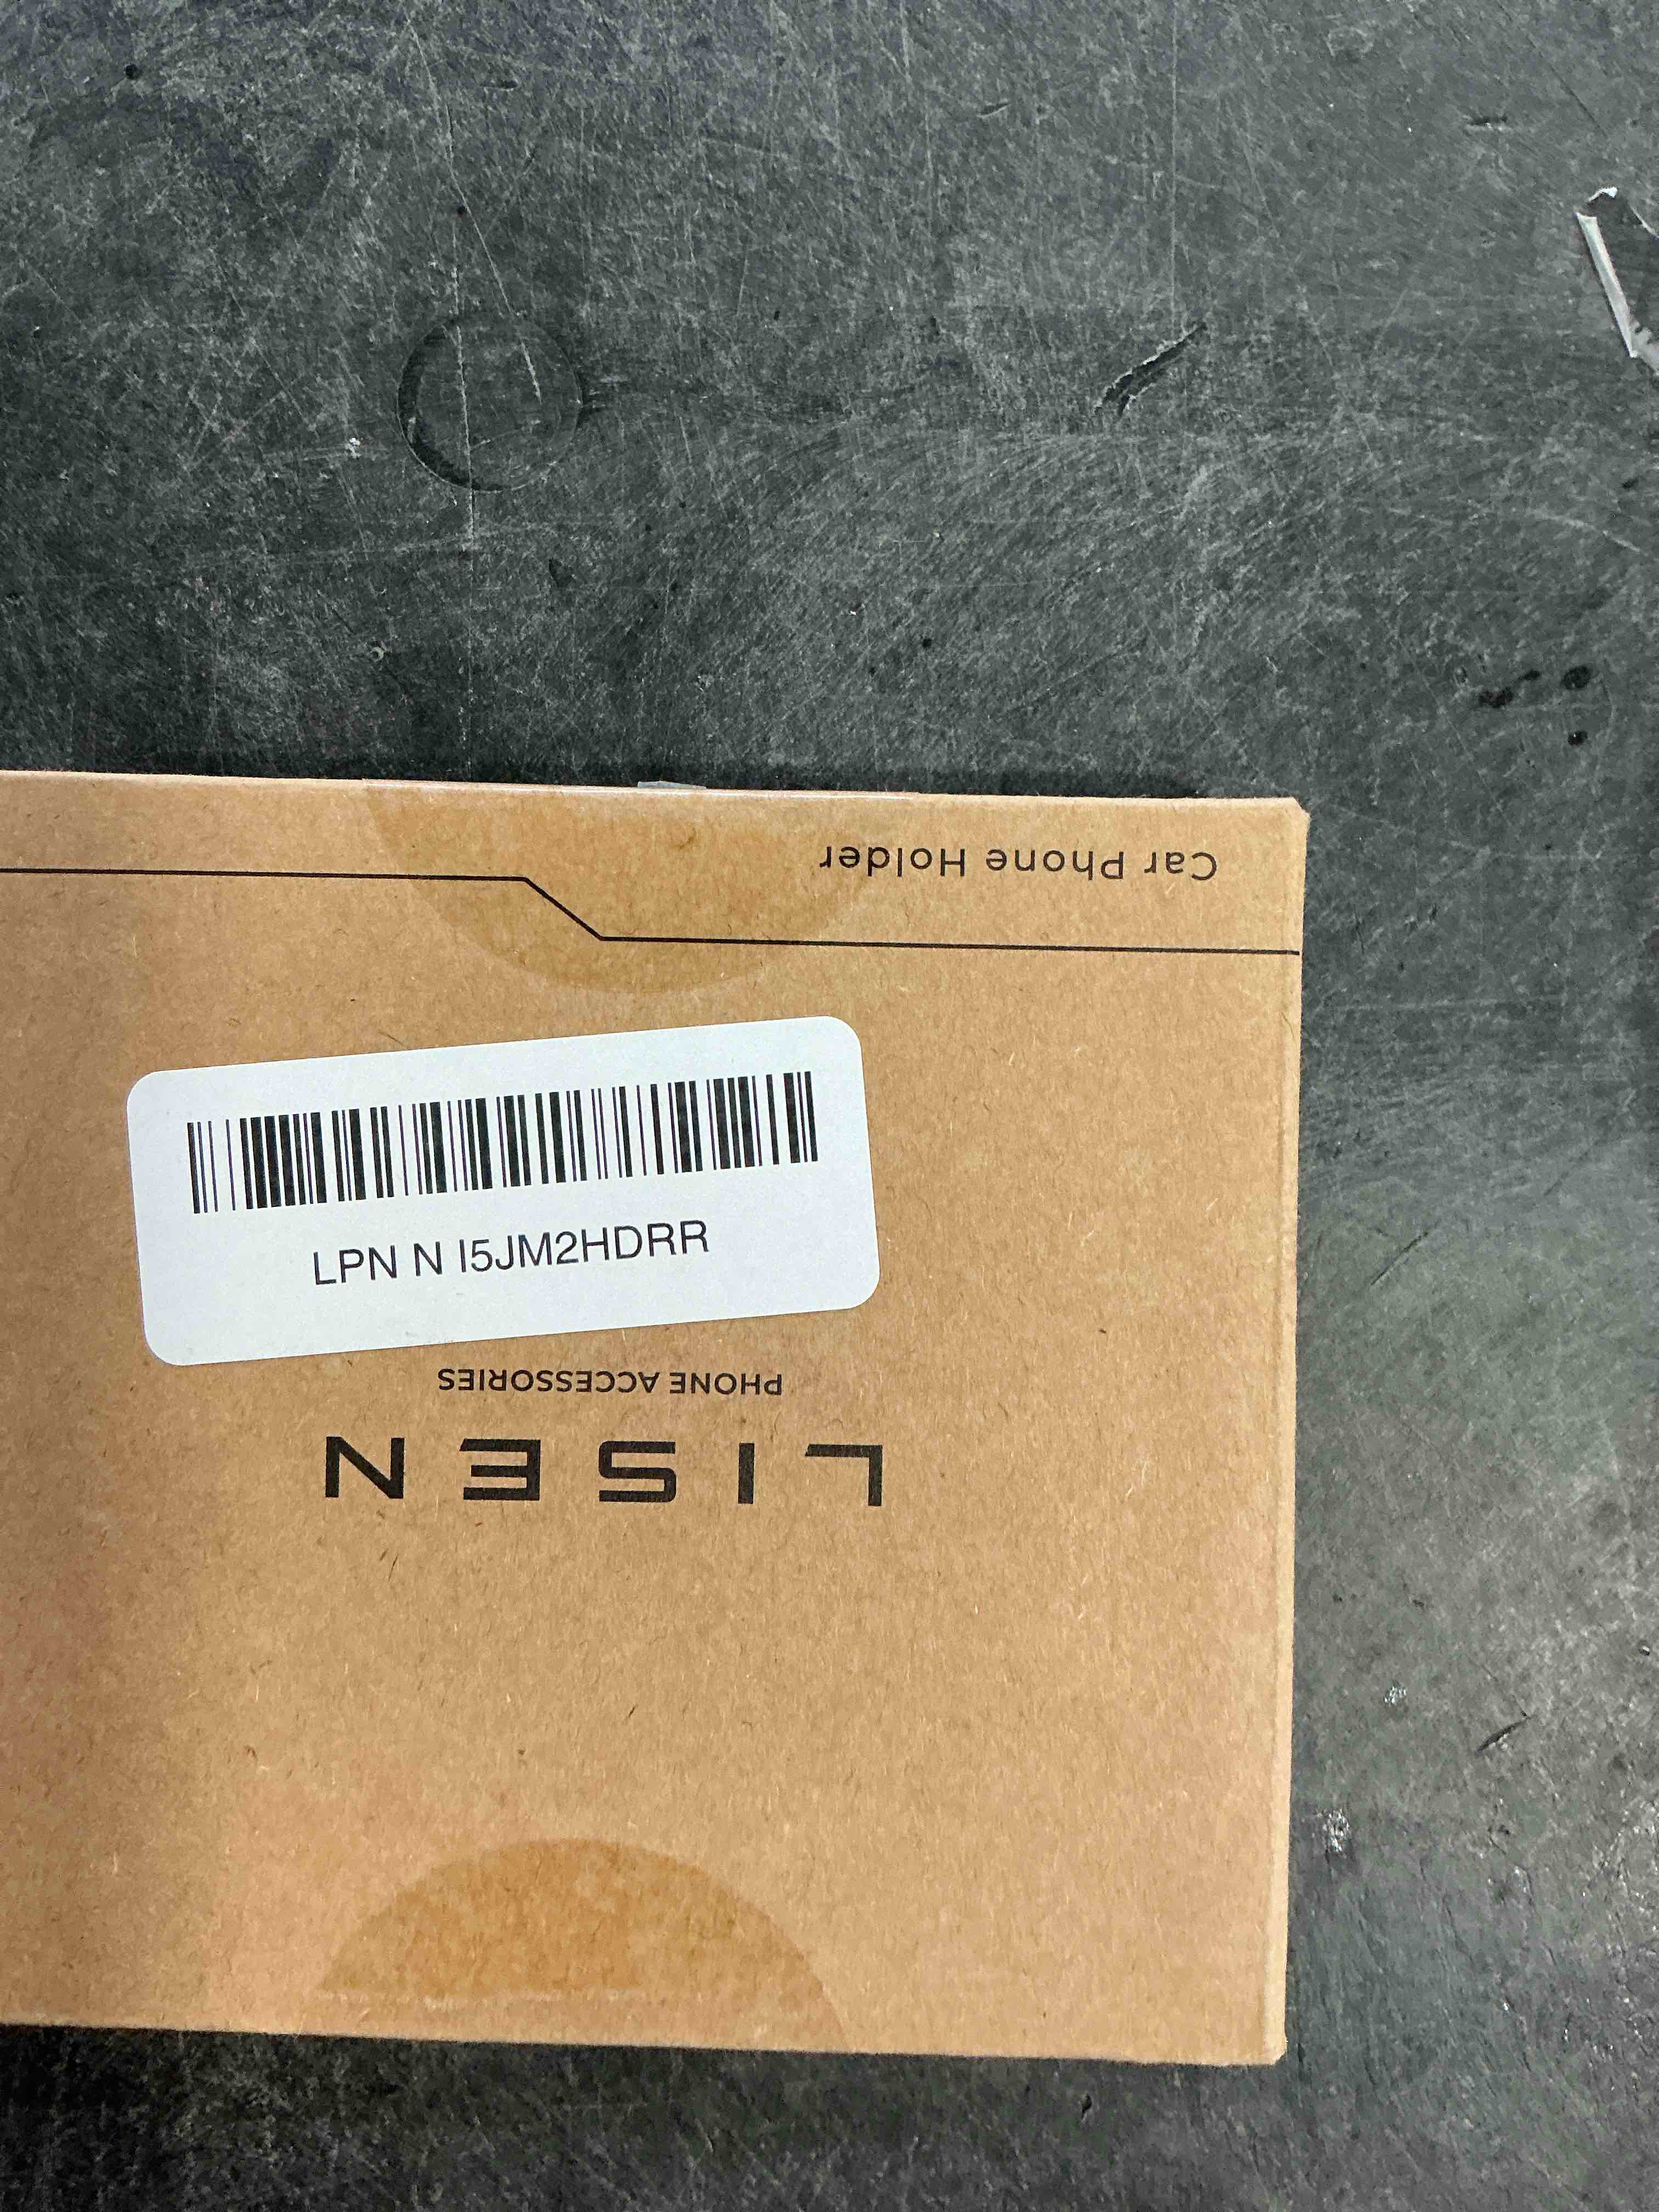 Car Phone Holder
LPN N I5JM2HDRR
PHONE ACCESSORIES
LISEN